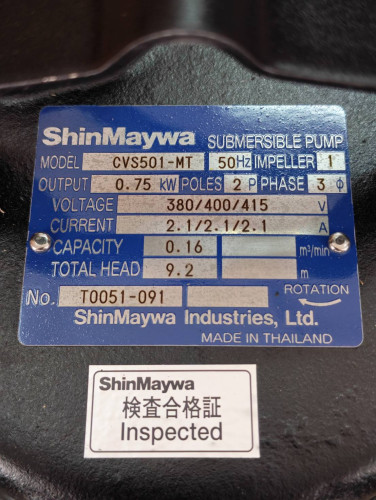 ShinMaywa SUBMERSIBLE PUMP
MODEL CVS501-MT 50Hz IMPELLER 1
OUTPUT 0.75 kW POLES 2 P PHASE 3 ϕ
VOLTAGE 380/400/415 V
CURRENT 2.1/2.1/2.1 A
CAPACITY 0.16 m³/min
TOTAL HEAD 9.2 m
No. T0051-091 ROTATION
ShinMaywa Industries, Ltd.
MADE IN THAILAND
ShinMaywa
検査合格証
Inspected